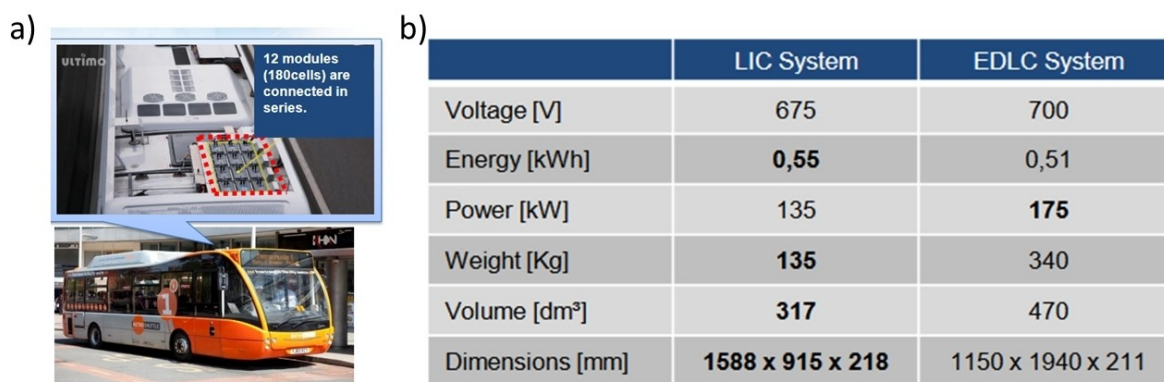 a)
ULTIMO
12 modules
(180cells) are
connected in
series.
1
b)
LIC System EDLC System
Voltage [V] 675 700
Energy [kWh] 0,55 0,51
Power [kW] 135 175
Weight [Kg] 135 340
Volume [dm³] 317 470
Dimensions [mm] 1588 x 915 x 218 1150 x 1940 x 211